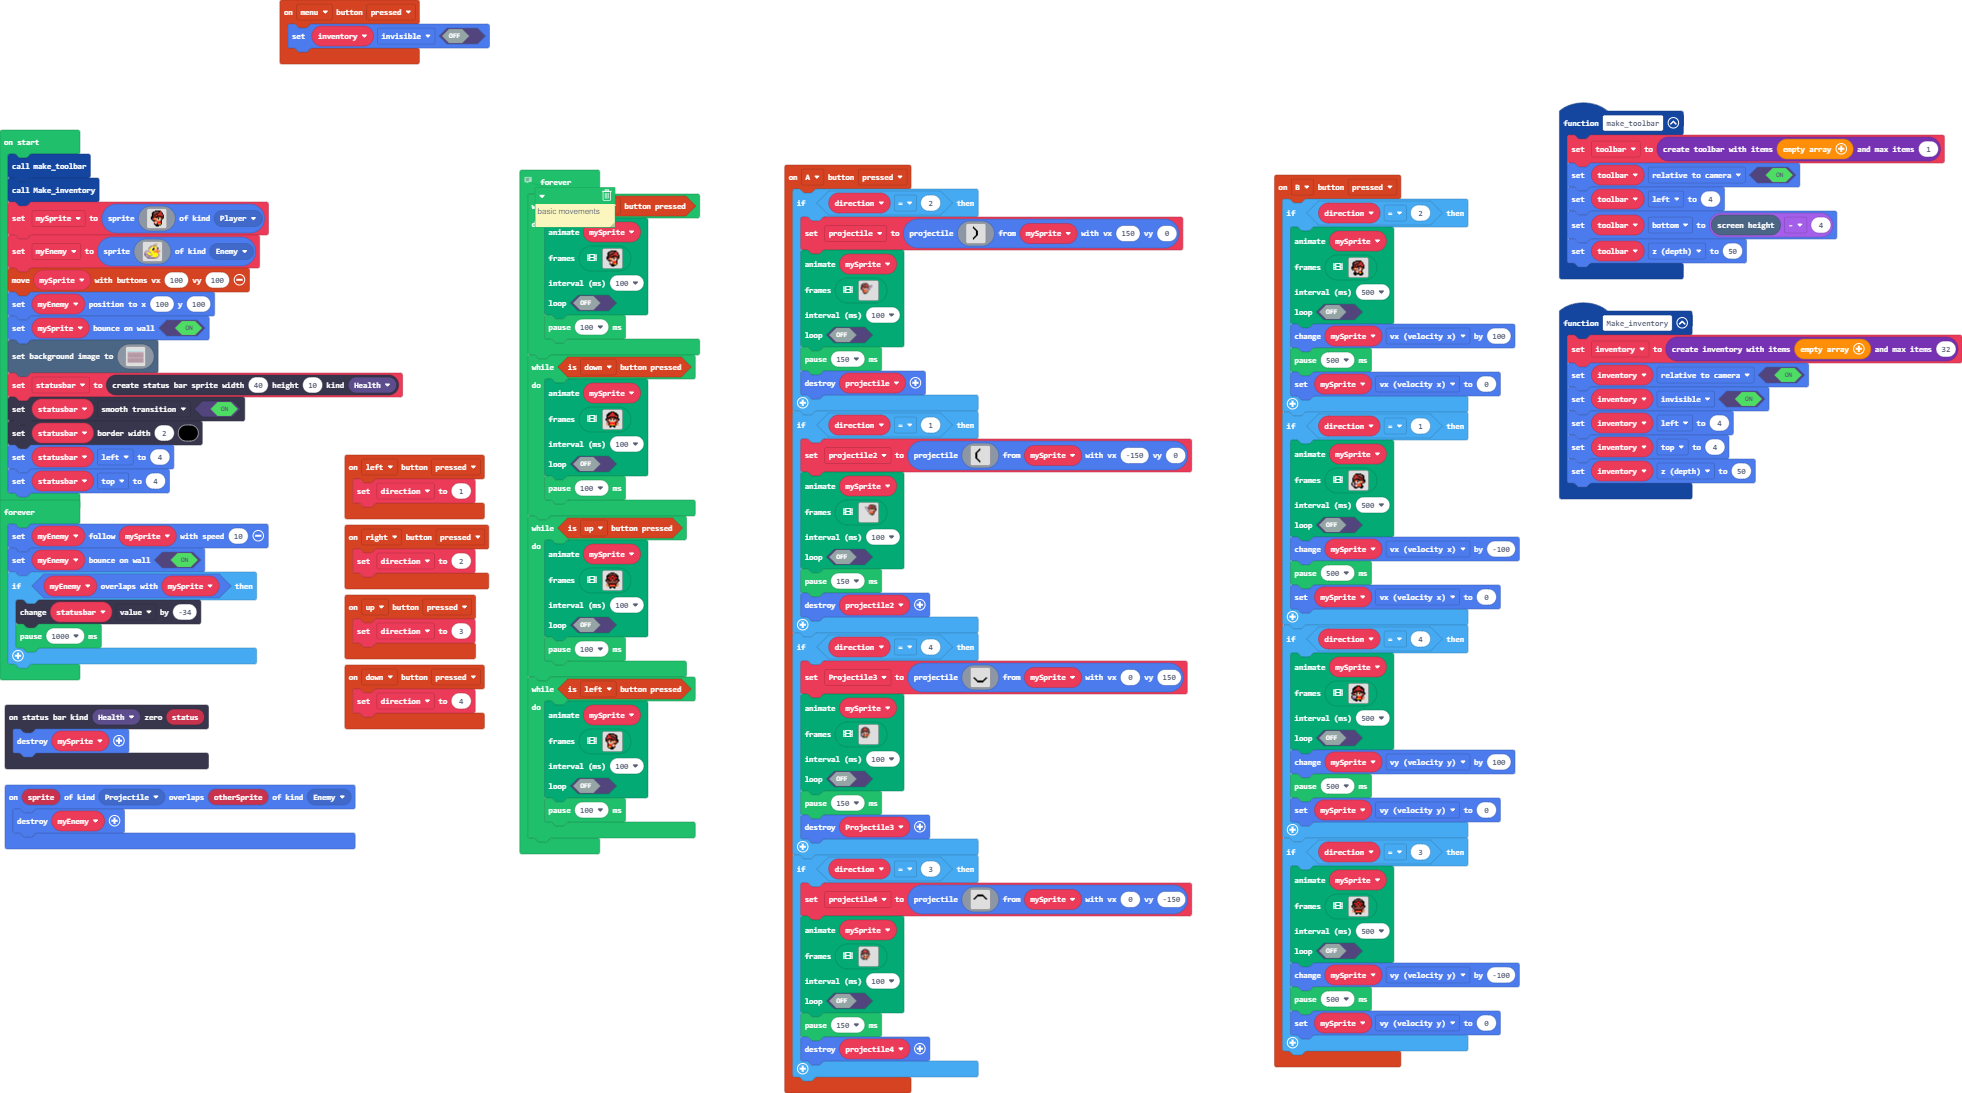 on menu button pressed
set inventory invisible OFF
on start
call make_toolbar
call Make_inventory
set mySprite to sprite of kind Player
set myEnemy to sprite of kind Enemy
move mySprite with buttons vx 100 vy 100
set myEnemy position to x 100 y 100
set mySprite bounce on wall ON
set background image to
set statusbar to create status bar sprite width 40 height 10 kind Health
set statusbar smooth transition ON
set statusbar border width 2
set statusbar left to 4
set statusbar top to 4
forever
set myEnemy follow mySprite with speed 10
set myEnemy bounce on wall ON
if myEnemy overlaps with mySprite then
change statusbar value by -34
pause 1000 ms
on status bar kind Health zero status
destroy mySprite
on sprite of kind Projectile overlaps otherSprite of kind Enemy
destroy myEnemy
on left button pressed
set direction to 1
on right button pressed
set direction to 2
on up button pressed
set direction to 3
on down button pressed
set direction to 4
forever
basic movements
button pressed
animate mySprite
frames
interval (ms) 100
loop OFF
pause 100 ms
while is down button pressed
do
animate mySprite
frames
interval (ms) 100
loop OFF
pause 100 ms
while is up button pressed
do
animate mySprite
frames
interval (ms) 100
loop OFF
pause 100 ms
while is left button pressed
do
animate mySprite
frames
interval (ms) 100
loop OFF
pause 100 ms
on A button pressed
if direction = 2 then
set projectile to projectile from mySprite with vx 150 vy 0
animate mySprite
frames
interval (ms) 100
loop OFF
pause 150 ms
destroy projectile
if direction = 1 then
set projectile2 to projectile from mySprite with vx -150 vy 0
animate mySprite
frames
interval (ms) 100
loop OFF
pause 150 ms
destroy projectile2
if direction = 4 then
set Projectile3 to projectile from mySprite with vx 0 vy 150
animate mySprite
frames
interval (ms) 100
loop OFF
pause 150 ms
destroy Projectile3
if direction = 3 then
set projectile4 to projectile from mySprite with vx 0 vy -150
animate mySprite
frames
interval (ms) 100
loop OFF
pause 150 ms
destroy projectile4
on B button pressed
if direction = 2 then
animate mySprite
frames
interval (ms) 500
loop OFF
change mySprite vx (velocity x) by 100
pause 500 ms
set mySprite vx (velocity x) to 0
if direction = 1 then
animate mySprite
frames
interval (ms) 500
loop OFF
change mySprite vx (velocity x) by -100
pause 500 ms
set mySprite vx (velocity x) to 0
if direction = 4 then
animate mySprite
frames
interval (ms) 500
loop OFF
change mySprite vy (velocity y) by 100
pause 500 ms
set mySprite vy (velocity y) to 0
if direction = 3 then
animate mySprite
frames
interval (ms) 500
loop OFF
change mySprite vy (velocity y) by -100
pause 500 ms
set mySprite vy (velocity y) to 0
function make_toolbar
set toolbar to create toolbar with items empty array and max items 1
set toolbar relative to camera ON
set toolbar left to 4
set toolbar bottom to screen height - 4
set toolbar z (depth) to 50
function Make_inventory
set inventory to create inventory with items empty array and max items 32
set inventory relative to camera ON
set inventory invisible ON
set inventory left to 4
set inventory top to 4
set inventory z (depth) to 50